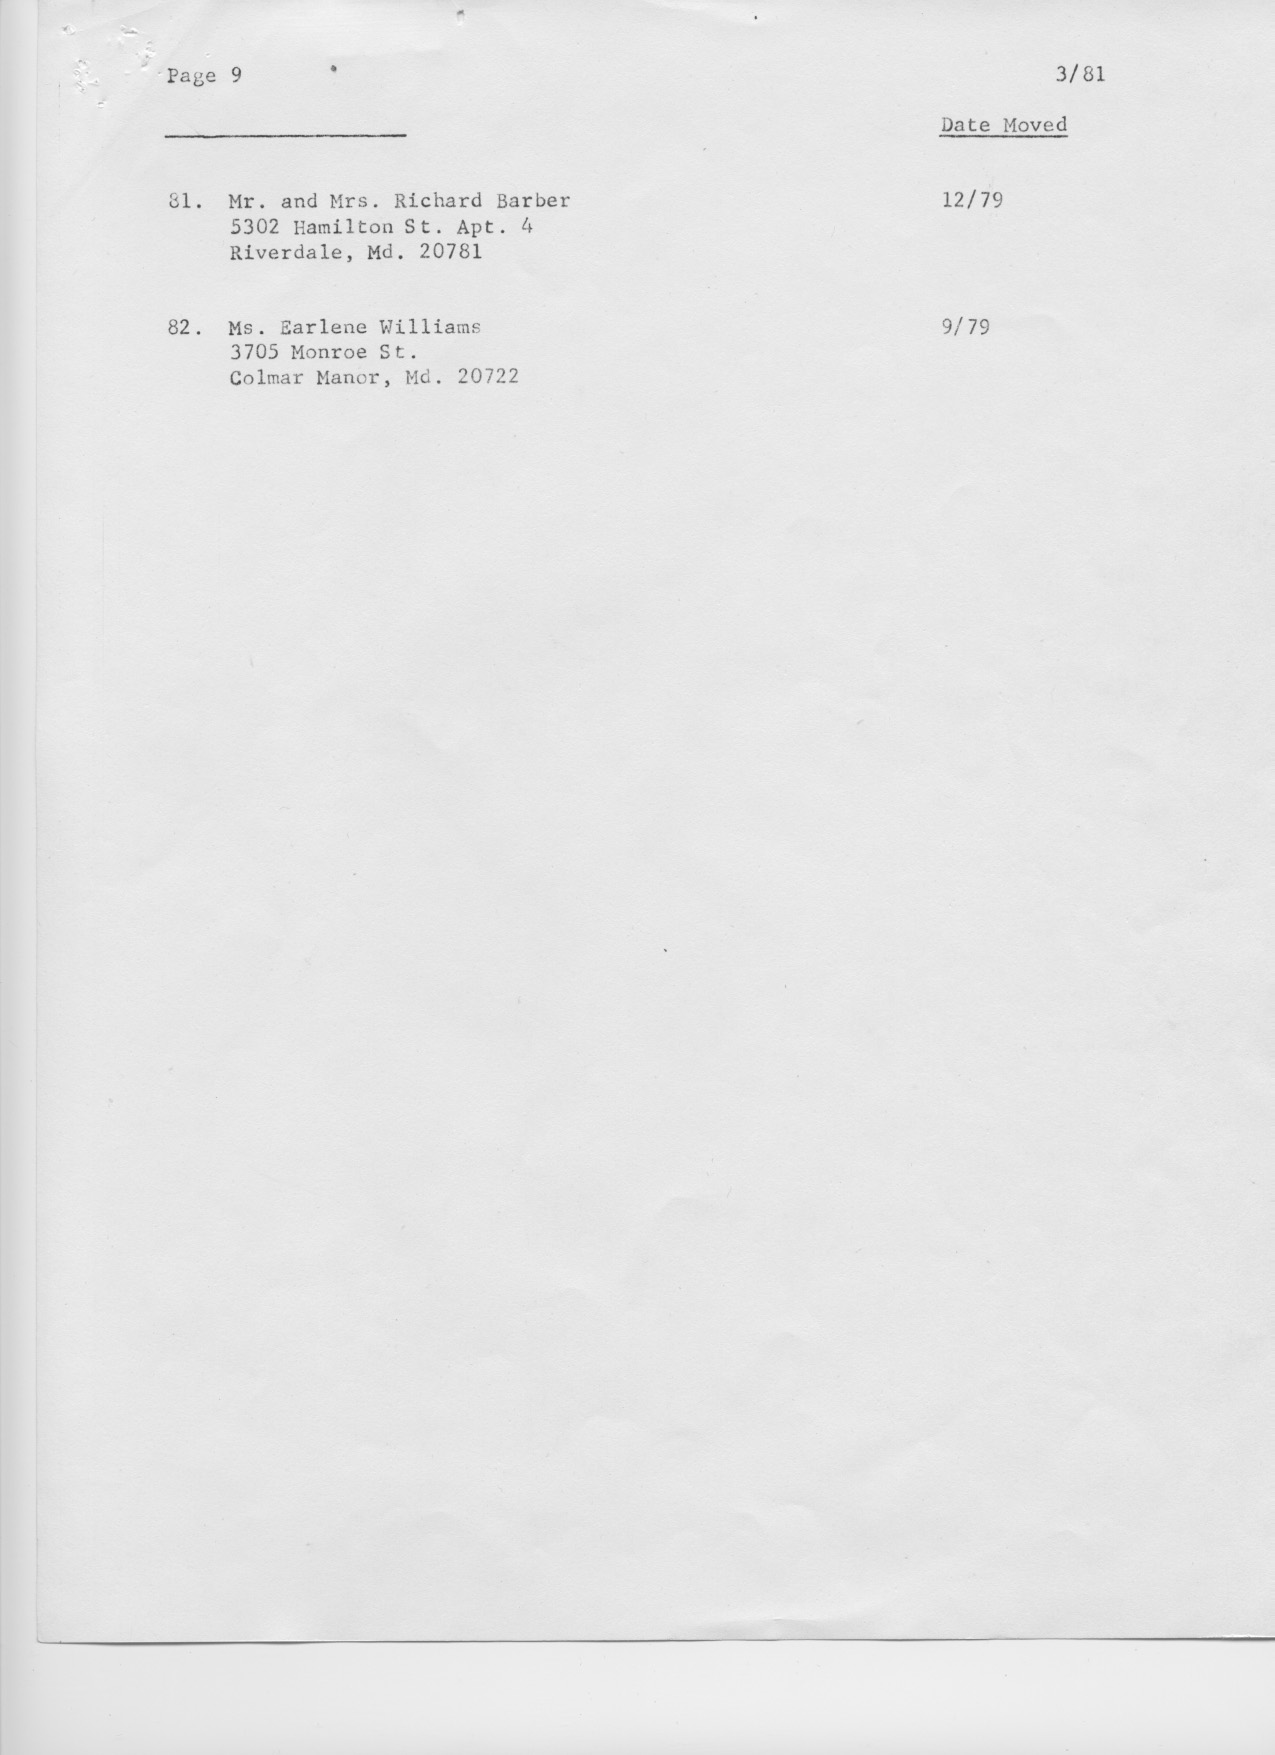 Page 9 3/81
Date Moved
81. Mr. and Mrs. Richard Barber 12/79
5302 Hamilton St. Apt. 4
Riverdale, Md. 20781
82. Ms. Earlene Williams 9/79
3705 Monroe St.
Colmar Manor, Md. 20722